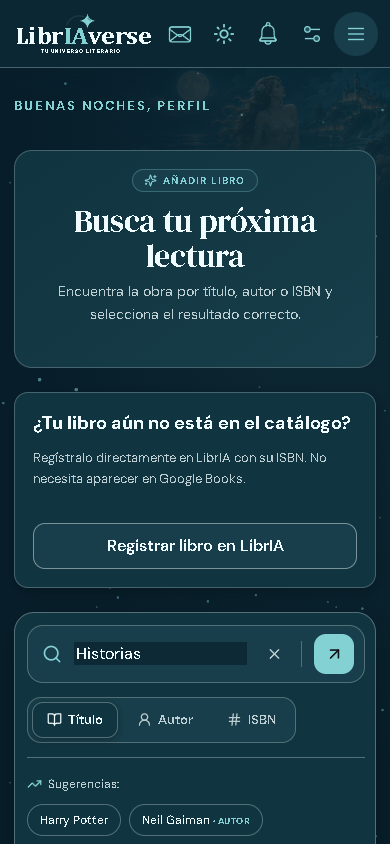 LibrIAverse
TU UNIVERSO LITERARIO
BUENAS NOCHES, PERFIL
AÑADIR LIBRO
Busca tu próxima
lectura
Encuentra la obra por título, autor o ISBN y
selecciona el resultado correcto.
¿Tu libro aún no está en el catálogo?
Regístralo directamente en LibrIA con su ISBN. No
necesita aparecer en Google Books.
Registrar libro en LibrIA
Historias
Título Autor ISBN
Sugerencias:
Harry Potter Neil Gaiman · AUTOR